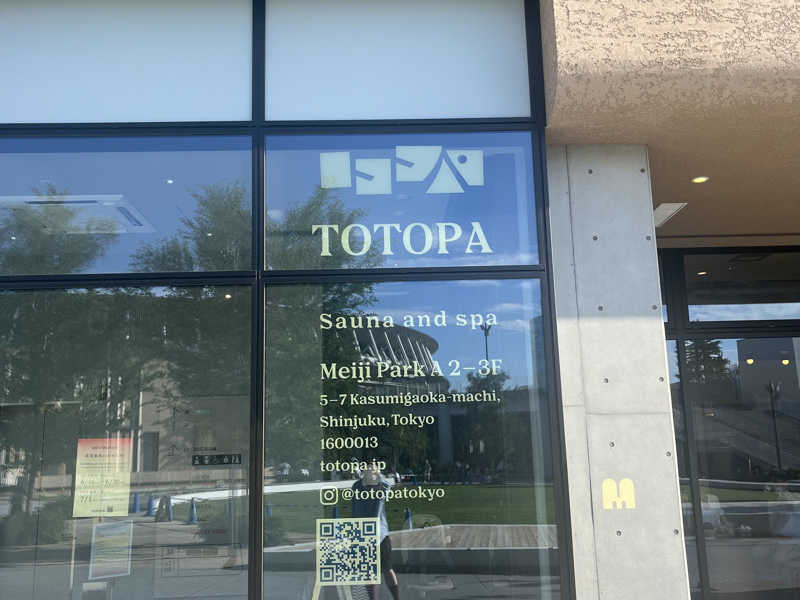 トトノパ
TOTOPA
Sauna and spa
Meiji Park A 2–3F
5–7 Kasumigaoka-machi,
Shinjuku, Tokyo
1600013
totopa.jp
@totopatokyo